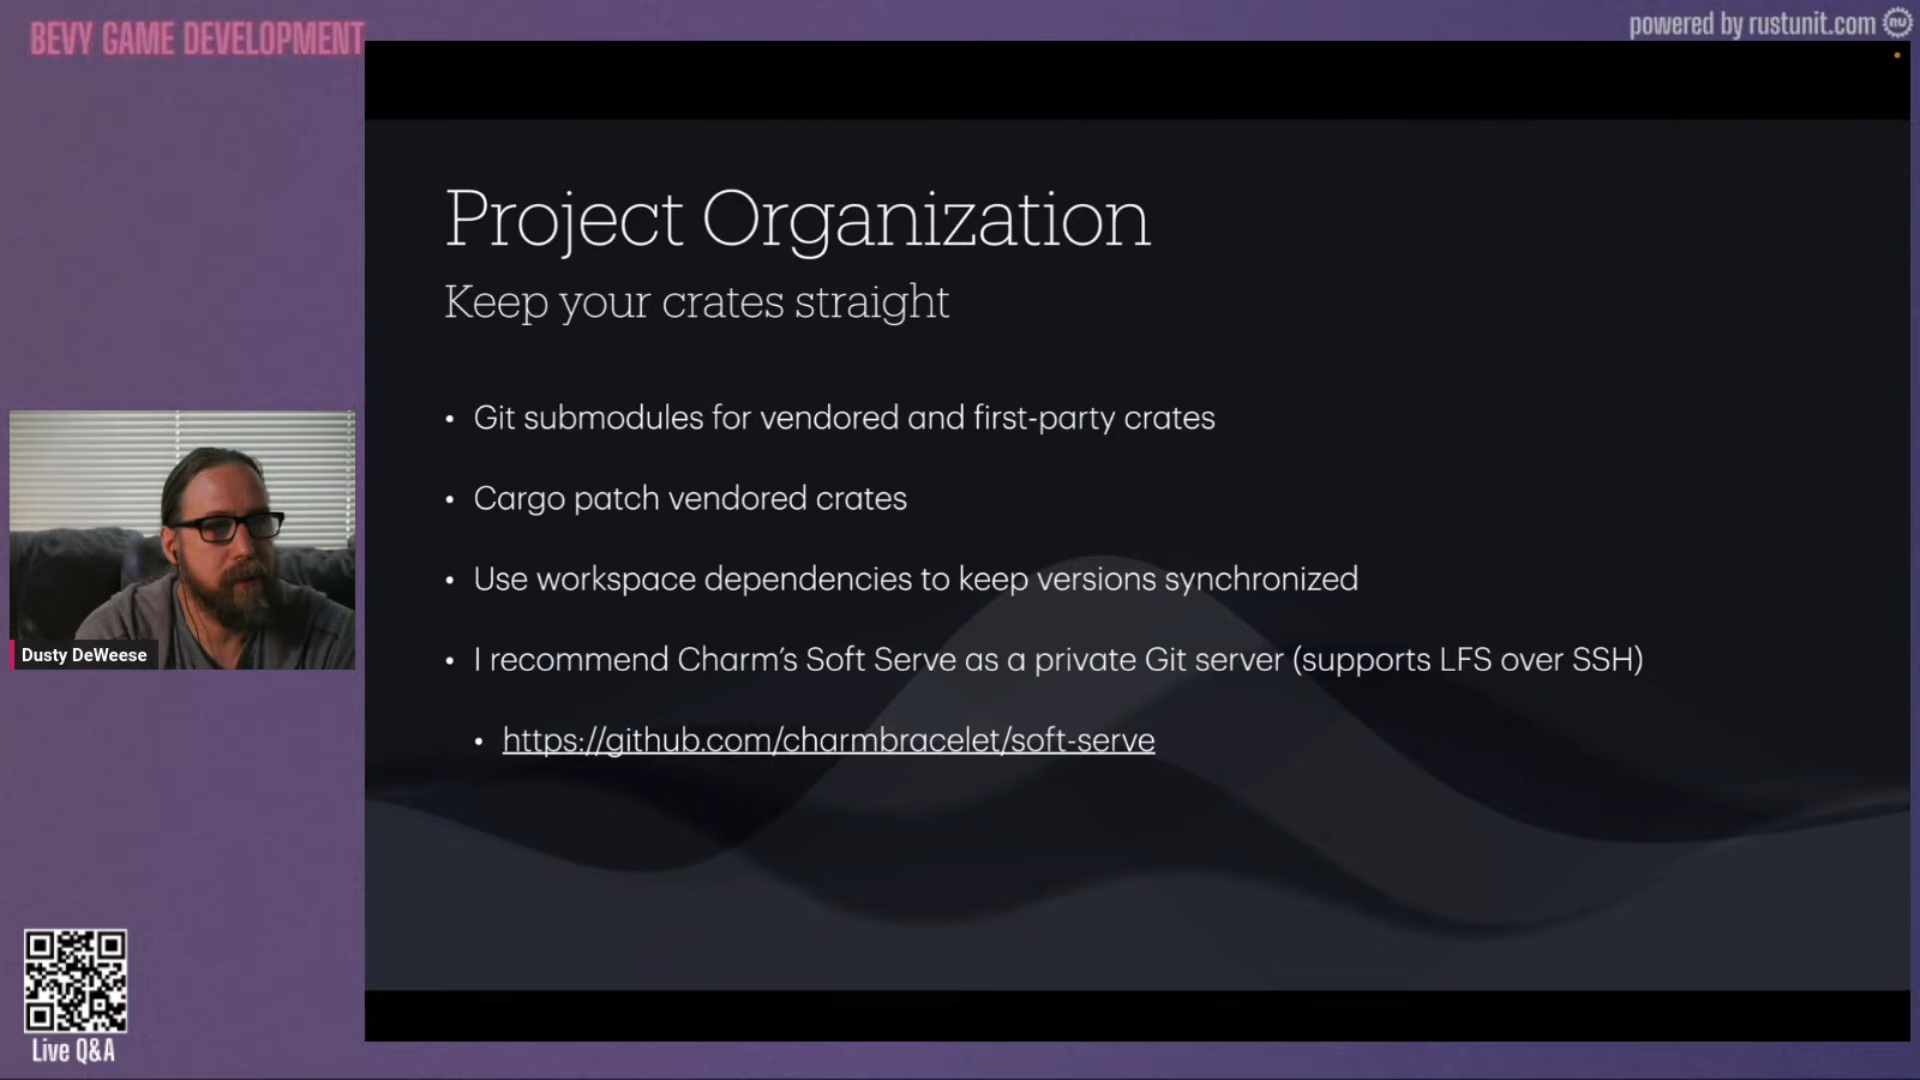 BEVY GAME DEVELOPMENT
powered by rustunit.com
Project Organization
Keep your crates straight
• Git submodules for vendored and first-party crates
• Cargo patch vendored crates
• Use workspace dependencies to keep versions synchronized
• I recommend Charm's Soft Serve as a private Git server (supports LFS over SSH)
• https://github.com/charmbracelet/soft-serve
Dusty DeWeese
Live Q&A